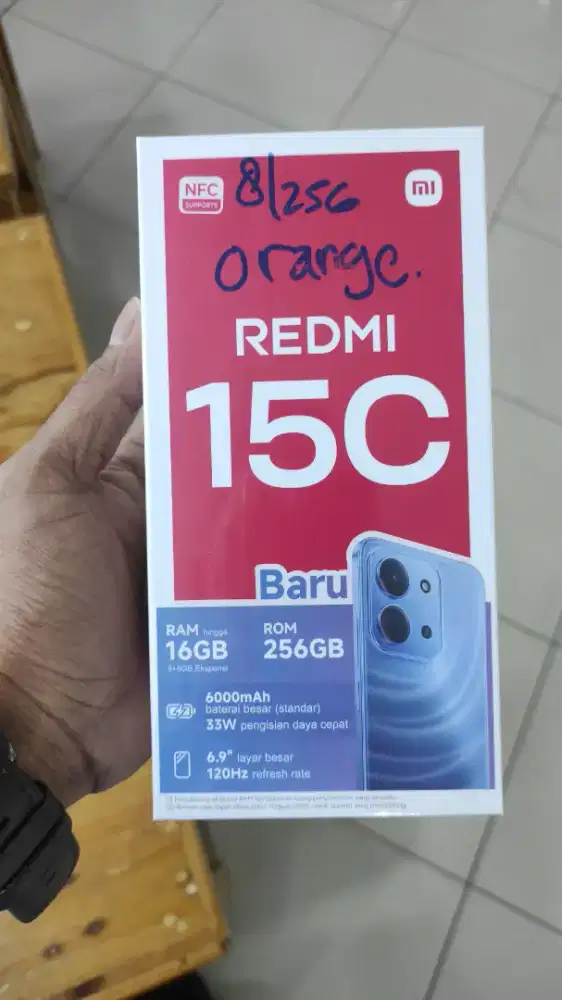 NFC
SUPPORTS
8/256
mi
orange.
REDMI
15C
Baru
RAM hingga
16GB
8+8GB Ekspansi
ROM
256GB
6000mAh
baterai besar (standar)
33W pengisian daya cepat
6.9" layar besar
120Hz refresh rate